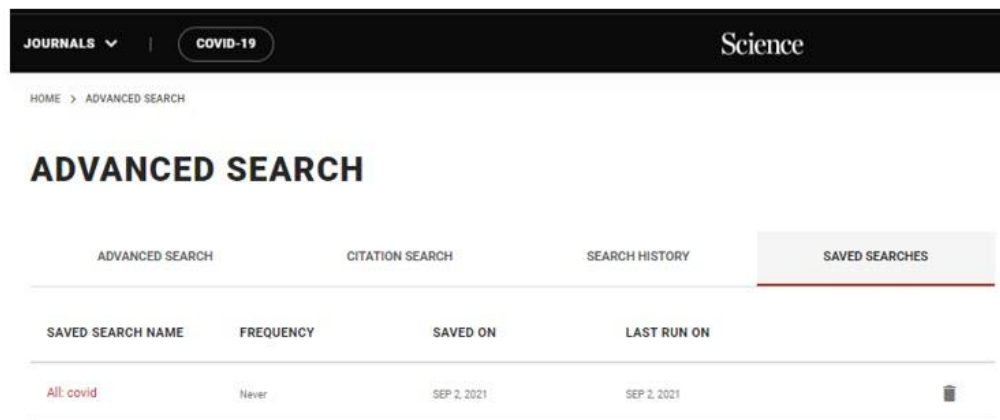 JOURNALS | COVID-19 Science
HOME > ADVANCED SEARCH
ADVANCED SEARCH
ADVANCED SEARCH CITATION SEARCH SEARCH HISTORY SAVED SEARCHES
SAVED SEARCH NAME FREQUENCY SAVED ON LAST RUN ON
All: covid Never SEP 2, 2021 SEP 2, 2021